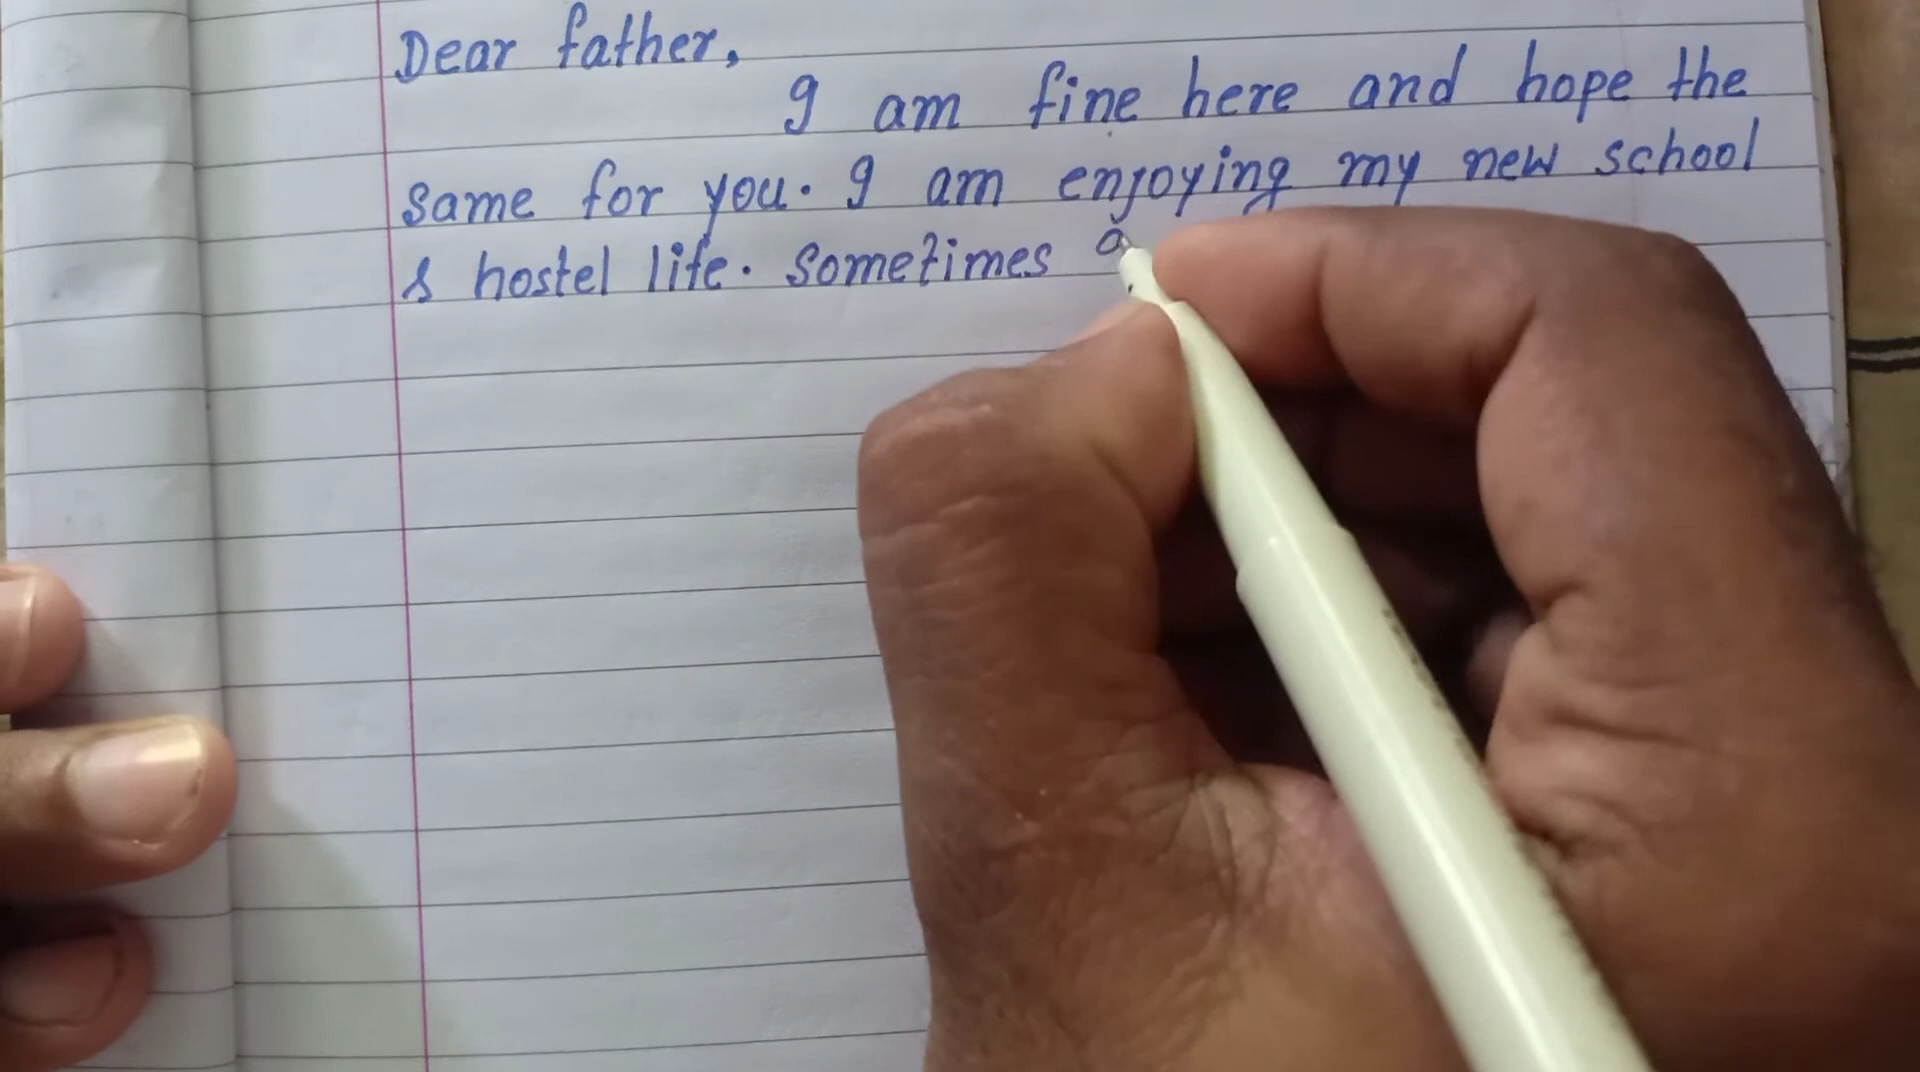 Dear father,
I am fine here and hope the
same for you. I am enjoying my new school
& hostel life. Sometimes